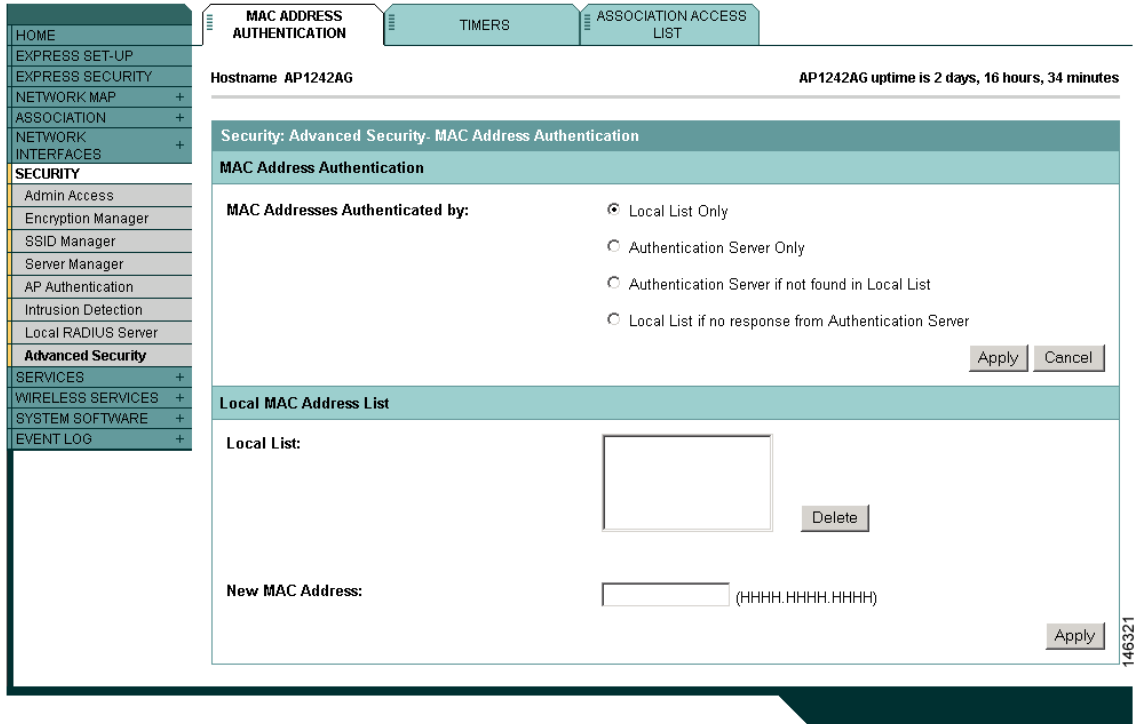 MAC ADDRESS
AUTHENTICATION
TIMERS
ASSOCIATION ACCESS
LIST
HOME
EXPRESS SET-UP
EXPRESS SECURITY
NETWORK MAP +
ASSOCIATION +
NETWORK
INTERFACES +
SECURITY
Admin Access
Encryption Manager
SSID Manager
Server Manager
AP Authentication
Intrusion Detection
Local RADIUS Server
Advanced Security
SERVICES +
WIRELESS SERVICES +
SYSTEM SOFTWARE +
EVENT LOG +
Hostname AP1242AG
AP1242AG uptime is 2 days, 16 hours, 34 minutes
Security: Advanced Security- MAC Address Authentication
MAC Address Authentication
MAC Addresses Authenticated by:
Local List Only
Authentication Server Only
Authentication Server if not found in Local List
Local List if no response from Authentication Server
Apply Cancel
Local MAC Address List
Local List:
Delete
New MAC Address:
(HHHH.HHHH.HHHH)
Apply
146321